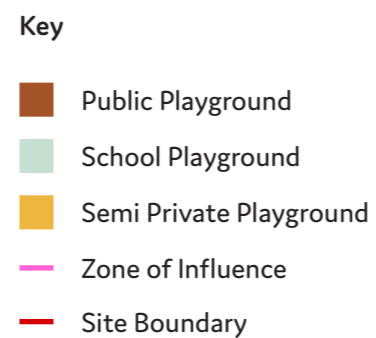 Key
Public Playground
School Playground
Semi Private Playground
Zone of Influence
Site Boundary